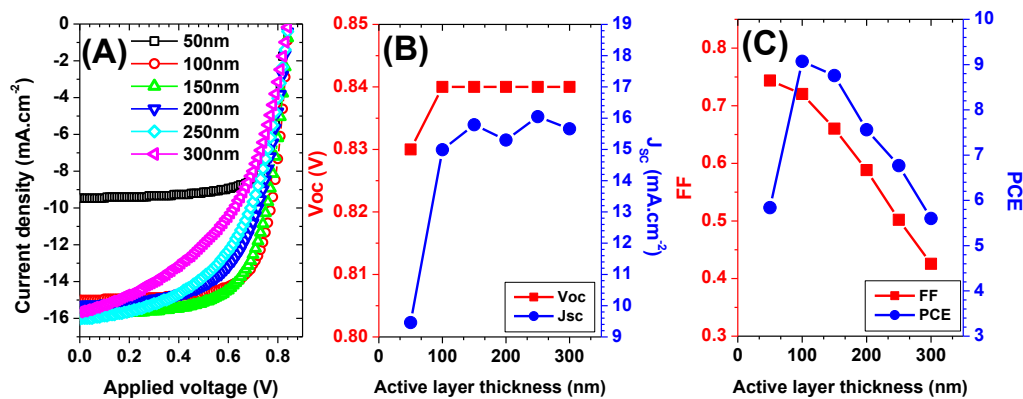 (A)
50nm
100nm
150nm
200nm
250nm
300nm
0
-2
-4
-6
-8
-10
-12
-14
-16
0.0 0.2 0.4 0.6 0.8
Current density (mA.cm-2)
Applied voltage (V)
(B)
0.85
0.84
0.83
0.82
0.81
0.80
Voc (V)
Voc
Jsc
0 50 100 150 200 250 300
Active layer thickness (nm)
19
18
17
16
15
14
13
12
11
10
9
Jsc (mA.cm-2)
(C)
0.8
0.7
0.6
0.5
0.4
0.3
FF
FF
PCE
0 50 100 150 200 250 300
Active layer thickness (nm)
10
9
8
7
6
5
4
3
PCE